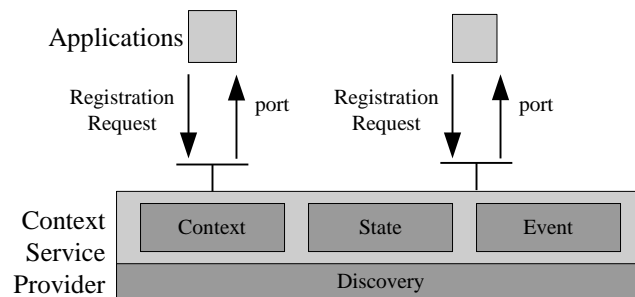 Applications
Registration
Request
port
Registration
Request
port
Context
Service
Provider
Context
State
Event
Discovery